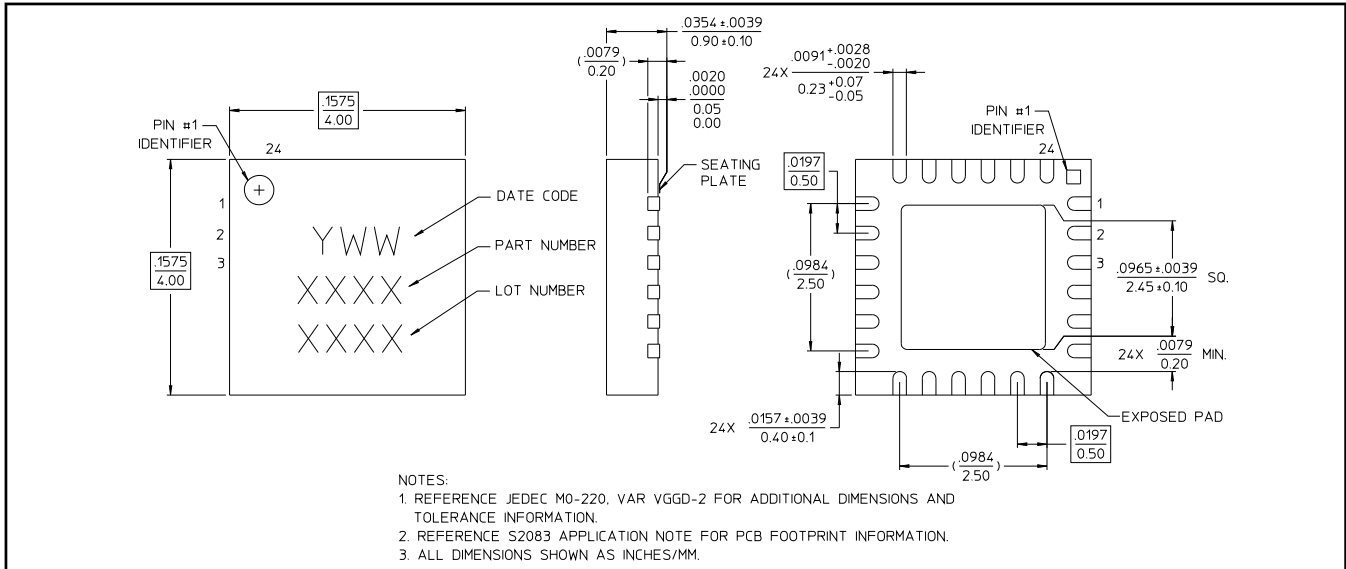 .1575
4.00
PIN #1
IDENTIFIER
24
1
2
3
.1575
4.00
YWW
XXXX
XXXX
DATE CODE
PART NUMBER
LOT NUMBER
.0354 ±.0039
0.90 ±0.10
( .0079 )
0.20
.0020
.0000
0.05
0.00
SEATING
PLATE
24X .0091 +.0028
-.0020
0.23 +0.07
-0.05
PIN #1
IDENTIFIER
24
.0197
0.50
1
2
3
( .0984 )
2.50
.0965 ±.0039 SQ.
2.45 ±0.10
24X .0079 MIN.
0.20
24X .0157 ±.0039
0.40 ±0.1
EXPOSED PAD
.0197
0.50
( .0984 )
2.50
NOTES:
1. REFERENCE JEDEC MO-220, VAR VGGD-2 FOR ADDITIONAL DIMENSIONS AND
TOLERANCE INFORMATION.
2. REFERENCE S2083 APPLICATION NOTE FOR PCB FOOTPRINT INFORMATION.
3. ALL DIMENSIONS SHOWN AS INCHES/MM.